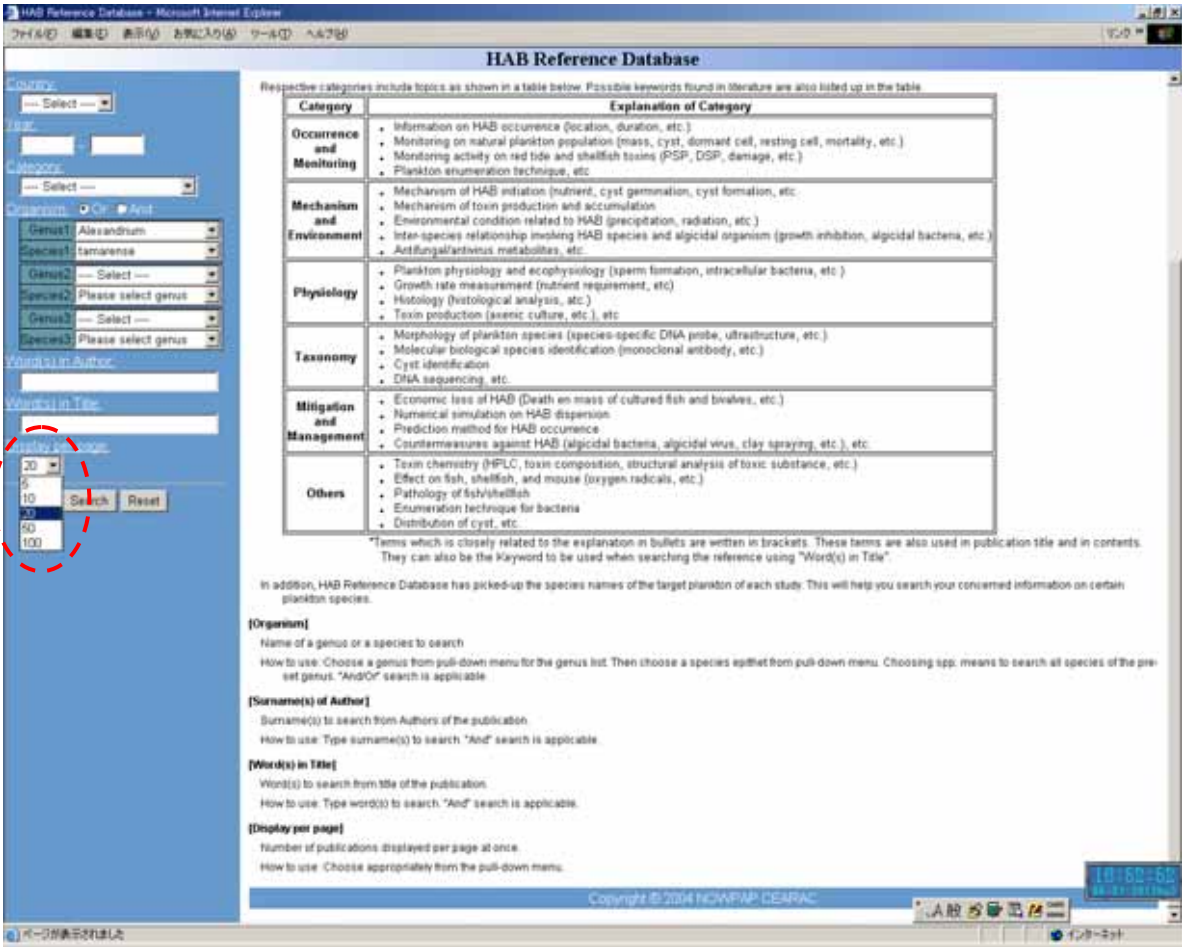 HAB Reference Database - Microsoft Internet Explorer
ファイル(F) 編集(E) 表示(V) お気に入り(A) ツール(T) ヘルプ(H)
リンク
HAB Reference Database
Country:
---- Select ----
Year:
-
Category:
---- Select ----
Organism: Or And
Genus1 Alexandrium
Species1 tamarense
Genus2 ---- Select ----
Species2 Please select genus
Genus3 ---- Select ----
Species3 Please select genus
Word(s) in Author:
Word(s) in Title:
Display per page:
20
5
10
20
50
100
Search Reset
Respective categories include topics as shown in a table below. Possible keywords found in literature are also listed up in the table.
Category Explanation of Category
Occurrence and Monitoring
Information on HAB occurrence (location, duration, etc.)
Monitoring on natural plankton population (mass, cyst, dormant cell, resting cell, mortality, etc.)
Monitoring activity on red tide and shellfish toxins (PSP, DSP, damage, etc.)
Plankton enumeration technique, etc
Mechanism and Environment
Mechanism of HAB initiation (nutrient, cyst germination, cyst formation, etc
Mechanism of toxin production and accumulation
Environmental condition related to HAB (precipitation, radiation, etc.)
Inter-species relationship involving HAB species and algicidal organism (growth inhibition, algicidal bacteria, etc.)
Antifungal/antivirus metabolites, etc.
Physiology
Plankton physiology and ecophysiology (sperm formation, intracellular bacteria, etc.)
Growth rate measurement (nutrient requirement, etc)
Histology (histological analysis, atc.)
Toxin production (axenic culture, etc.), etc
Taxonomy
Morphology of plankton species (species-specific DNA probe, ultrastructure, etc.)
Molecular biological species identification (monoclonal antibody, etc.)
Cyst identification
DNA sequencing, etc.
Mitigation and Management
Economic loss of HAB (Death en mass of cultured fish and bivalves, etc.)
Numerical simulation on HAB dispersion
Prediction method for HAB occurrence
Countermeasures against HAB (algicidal bacteria, algicidal virus, clay spraying, etc.), etc.
Others
Toxin chemistry (HPLC, toxin composition, structural analysis of toxic substance, etc.)
Effect on fish, shellfish, and mouse (oxygen radicals, etc.)
Pathology of fish/shellfish
Enumeration technique for bacteria
Distribution of cyst, etc.
*Terms which is closely related to the explanation in bullets are written in brackets. These terms are also used in publication title and in contents.
They can also be the Keyword to be used when searching the reference using "Word(s) in Title".
In addition, HAB Reference Database has picked-up the species names of the target plankton of each study. This will help you search your concerned information on certain
plankton species.
[Organism]
Name of a genus or a species to search
How to use: Choose a genus from pull-down menu for the genus list. Then choose a species epithet from pull-down menu. Choosing spp. means to search all species of the pre-
set genus. "And/Or" search is applicable
[Surname(s) of Author]
Surname(s) to search from Authors of the publication.
How to use: Type surname(s) to search. "And" search is applicable.
[Word(s) in Title]
Word(s) to search from title of the publication.
How to use: Type word(s) to search. "And" search is applicable.
[Display per page]
Number of publications displayed per page at once.
How to use: Choose appropriately from the pull-down menu.
Copyright © 2004 NOWPAP CEARAC
A 般
ページが表示されました
インターネット